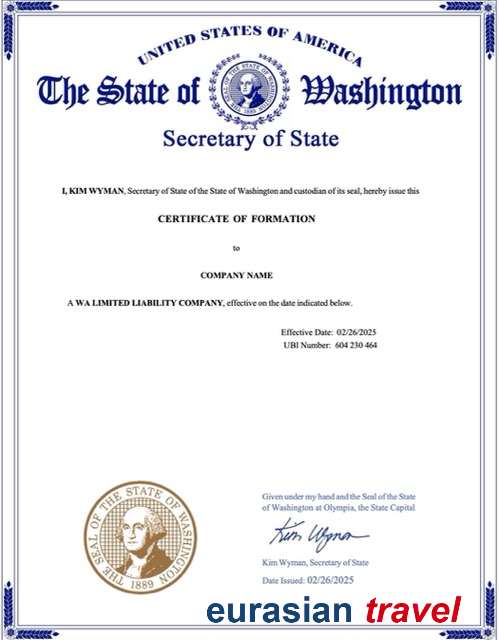 UNITED STATES OF AMERICA
The State of Washington
Secretary of State
I, KIM WYMAN, Secretary of State of the State of Washington and custodian of its seal, hereby issue this
CERTIFICATE OF FORMATION
to
COMPANY NAME
A WA LIMITED LIABILITY COMPANY, effective on the date indicated below.
Effective Date: 02/26/2025
UBI Number: 604 230 464
THE SEAL OF THE STATE OF WASHINGTON
1889
Given under my hand and the Seal of the State
of Washington at Olympia, the State Capital
Kim Wyman
Kim Wyman, Secretary of State
Date Issued: 02/26/2025
eurasian travel